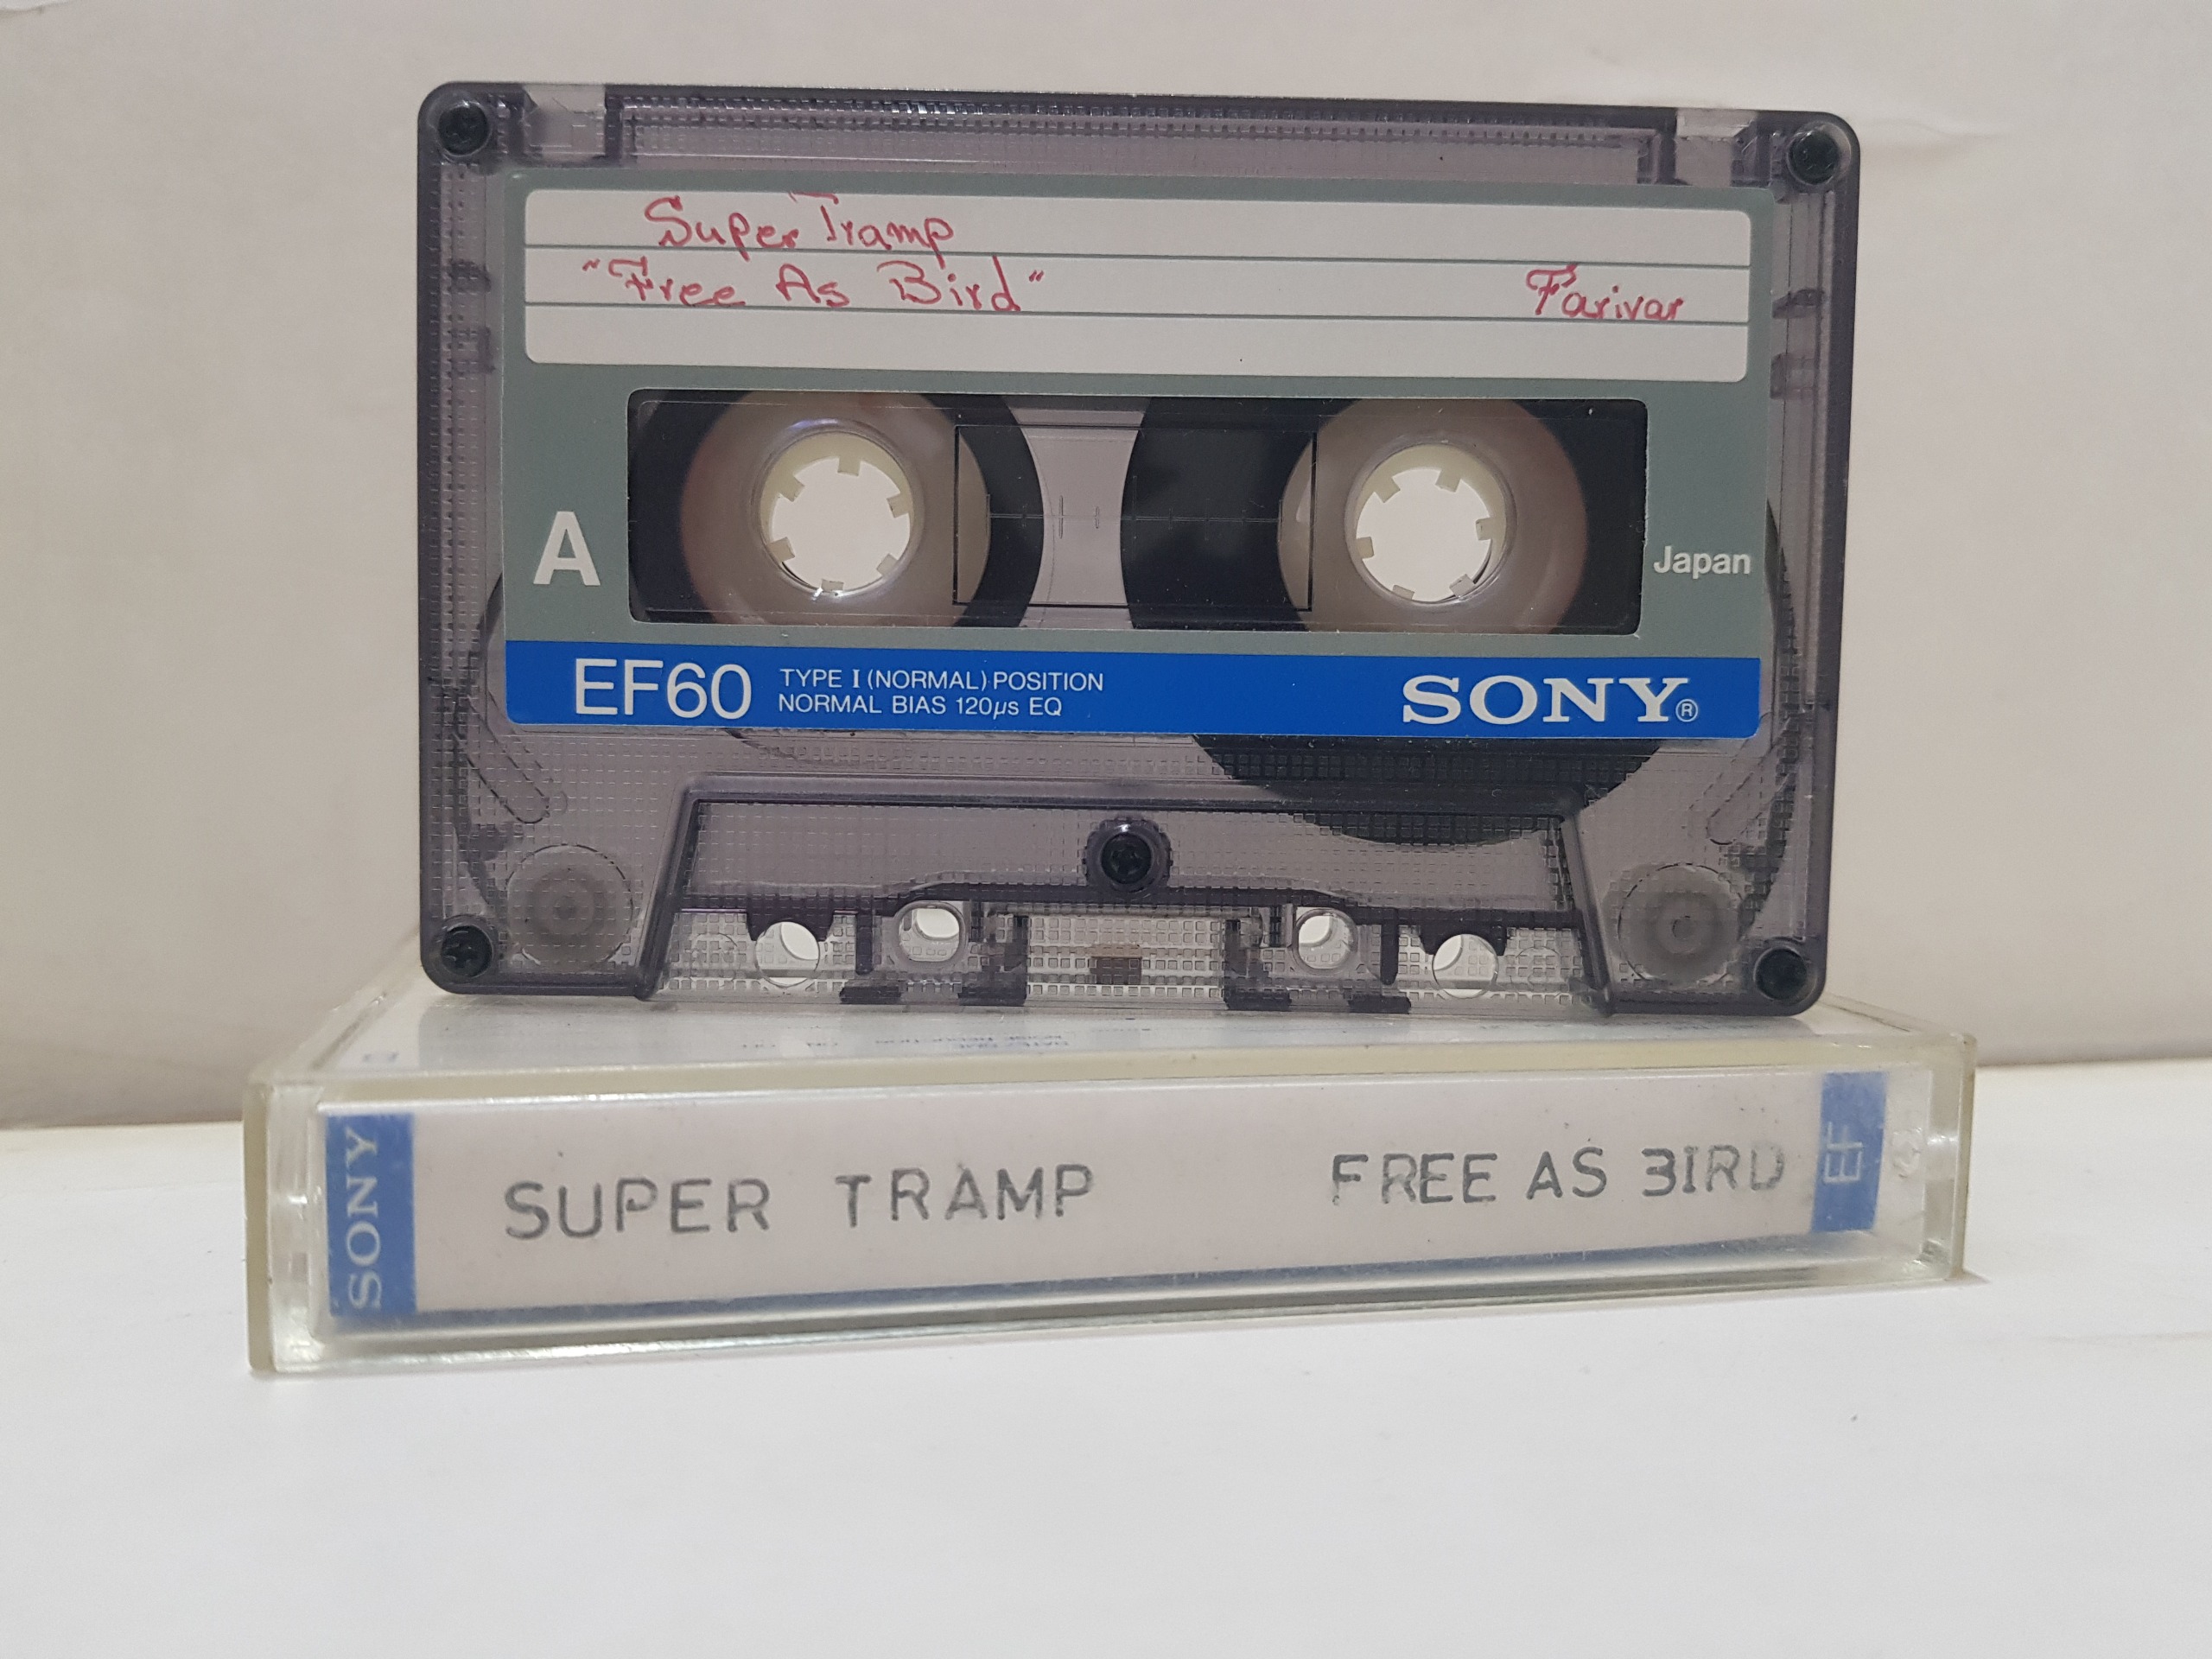 Super Tramp
"Free As Bird" Farivar
A
Japan
EF60 TYPE I (NORMAL) POSITION
NORMAL BIAS 120µs EQ
SONY®
SONY SUPER TRAMP FREE AS BIRD EF